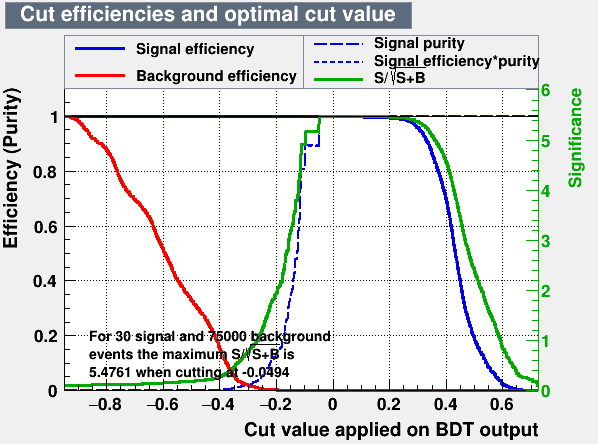 Cut efficiencies and optimal cut value
Signal efficiency
Background efficiency
Signal purity
Signal efficiency*purity
S/√S+B
Efficiency (Purity)
1
0.8
0.6
0.4
0.2
0
6
5
4
3
2
1
0
Significance
For 30 signal and 75000 background
events the maximum S/√S+B is
5.4761 when cutting at -0.0494
−0.8 −0.6 −0.4 −0.2 0 0.2 0.4 0.6
Cut value applied on BDT output